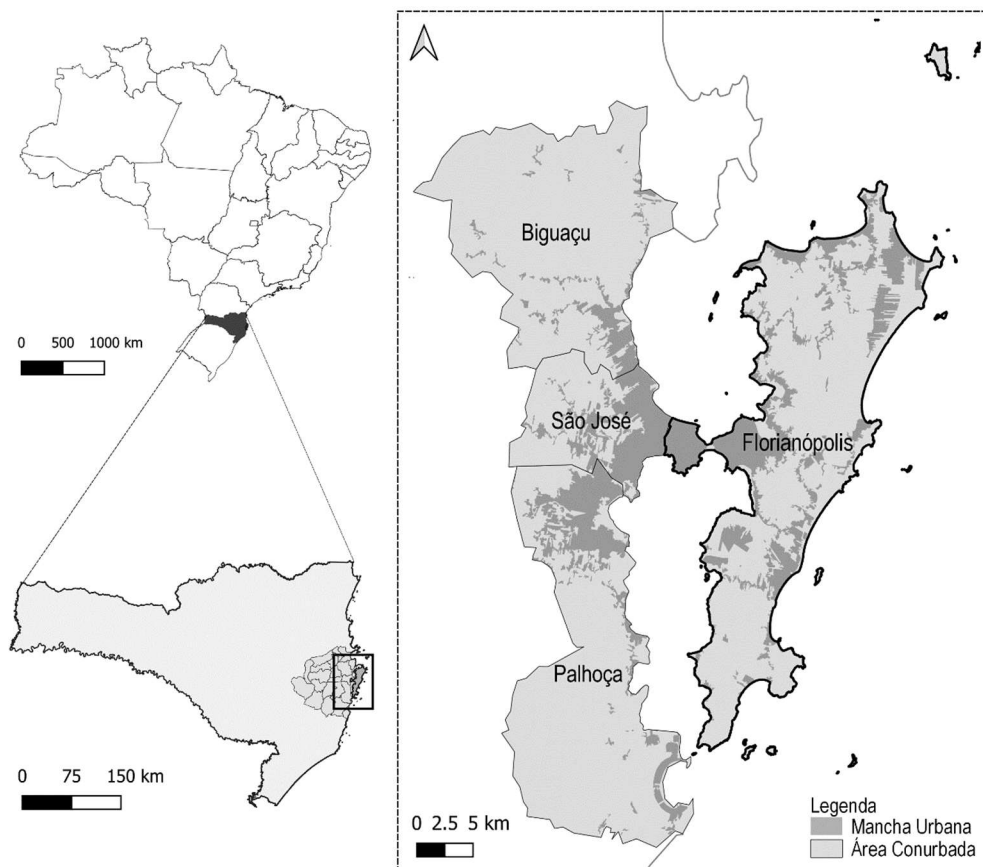 0 500 1000 km
0 75 150 km
Biguaçu
São José
Florianópolis
Palhoça
0 2.5 5 km
Legenda
Mancha Urbana
Área Conurbada